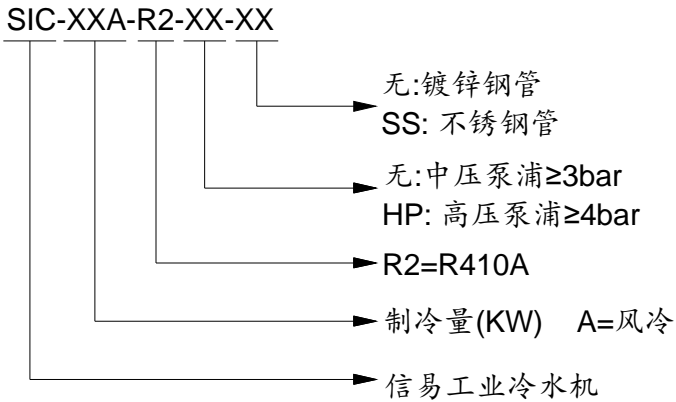 SIC-XXA-R2-XX-XX
无:镀锌钢管
SS: 不锈钢管
无:中压泵浦≥3bar
HP: 高压泵浦≥4bar
R2=R410A
制冷量(KW) A=风冷
信易工业冷水机